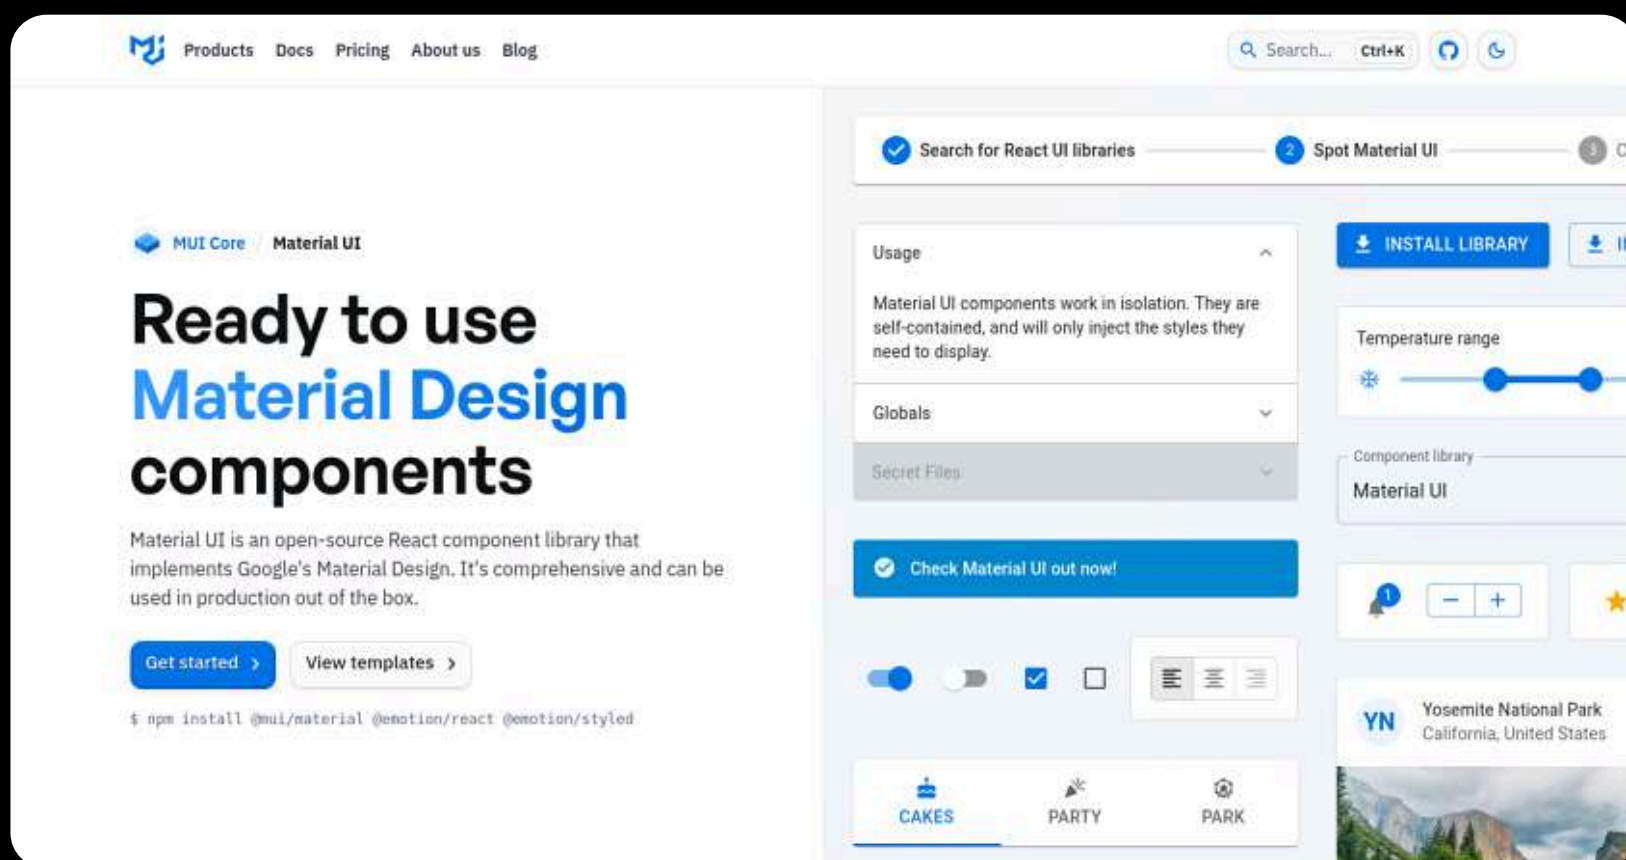 Products Docs Pricing About us Blog
Search... Ctrl+K
MUI Core / Material UI
Ready to use
Material Design
components
Material UI is an open-source React component library that
implements Google's Material Design. It's comprehensive and can be
used in production out of the box.
Get started
View templates
$ npm install @mui/material @emotion/react @emotion/styled
Search for React UI libraries
2 Spot Material UI
3 C
Usage
Material UI components work in isolation. They are
self-contained, and will only inject the styles they
need to display.
Globals
Secret Files
Check Material UI out now!
CAKES PARTY PARK
INSTALL LIBRARY
Temperature range
Component library
Material UI
1
YN
Yosemite National Park
California, United States